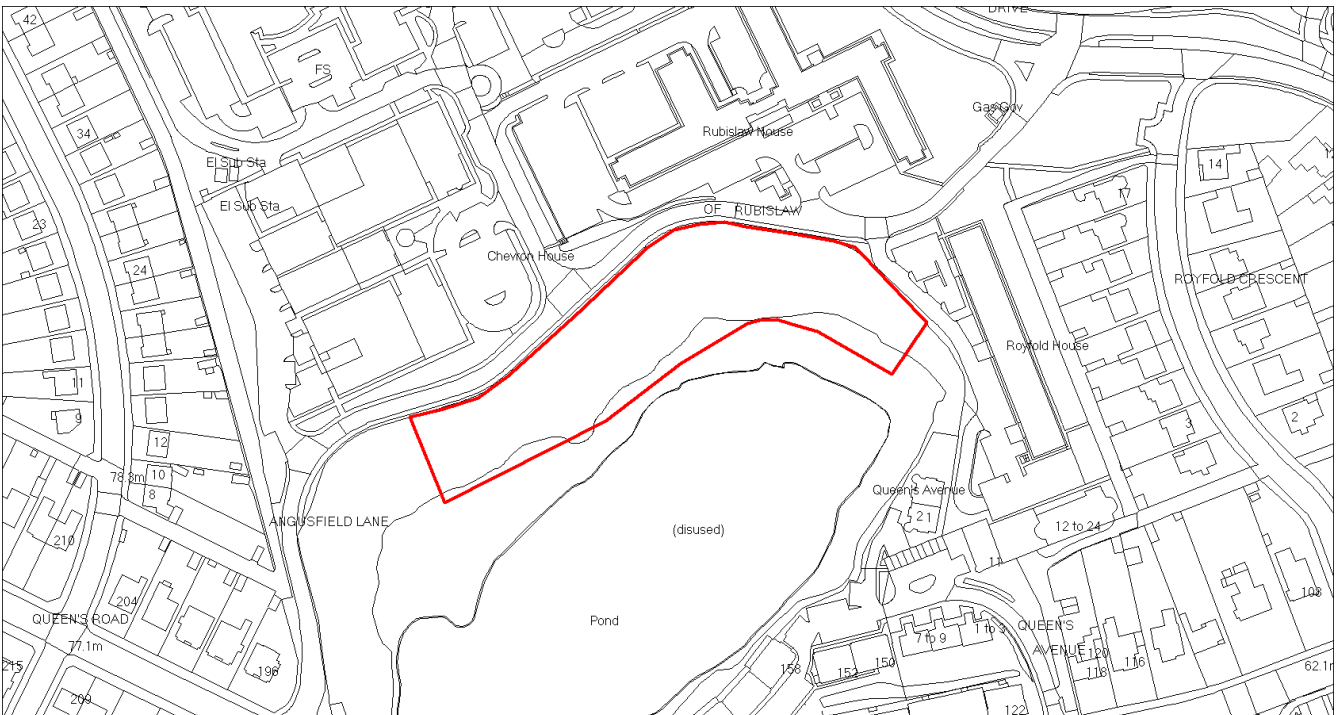 DRIVE
42
FS
Gas Gov
34
Rubislaw House
El Sub Sta
14
17
El Sub Sta
OF RUBISLAW
23
Chevron House
24
ROYFOLD CRESCENT
Royfold House
11
9
2
3
12
78.3m
10
8
Queen's Avenue
21
ANGUSFIELD LANE
(disused)
12 to 24
210
11
204
108
QUEEN'S ROAD
Pond
1 to 3
QUEEN'S
7 to 9
77.1m
AVENUE
120
116
215
196
158
152
150
118
62.1m
209
122